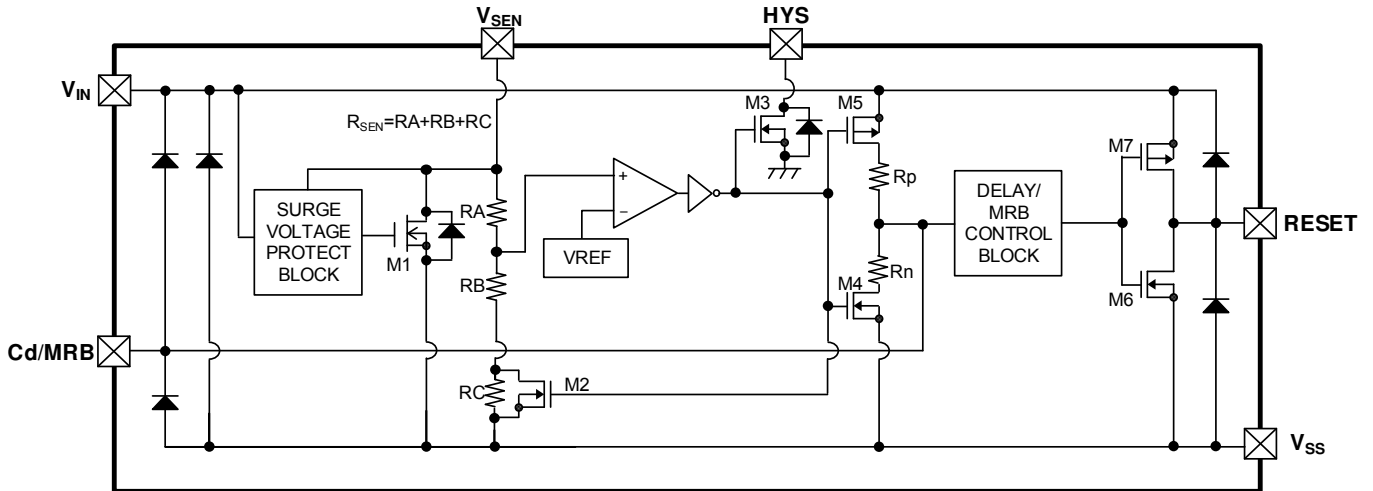 VSEN
HYS
VIN
RSEN=RA+RB+RC
M3
M5
M7
SURGE
VOLTAGE
PROTECT
BLOCK
M1
RA
RB
+
−
VREF
Rp
Rn
M4
DELAY/
MRB
CONTROL
BLOCK
RESET
M6
Cd/MRB
RC
M2
VSS